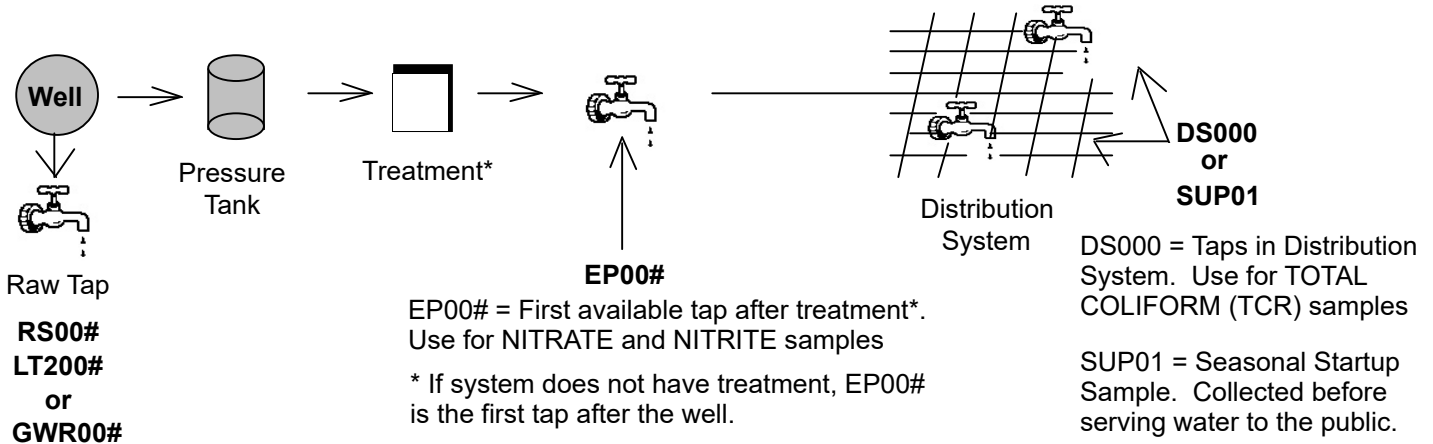 Well
Pressure
Tank
Treatment*
Raw Tap
RS00#
LT200#
or
GWR00#
EP00#
EP00# = First available tap after treatment*.
Use for NITRATE and NITRITE samples
* If system does not have treatment, EP00#
is the first tap after the well.
Distribution
System
DS000
or
SUP01
DS000 = Taps in Distribution
System. Use for TOTAL
COLIFORM (TCR) samples
SUP01 = Seasonal Startup
Sample. Collected before
serving water to the public.